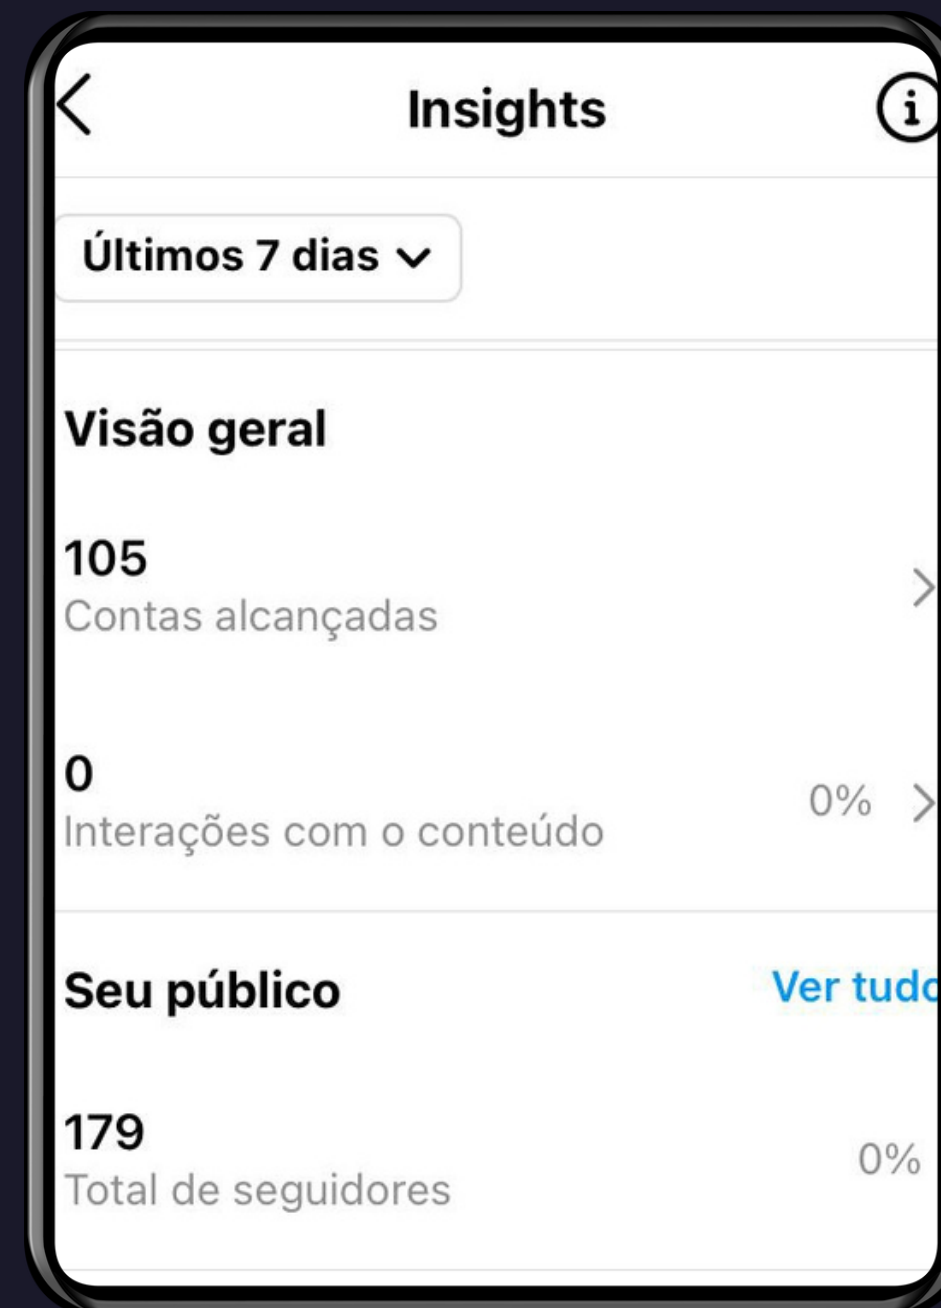 Insights
Últimos 7 dias
Visão geral
105
Contas alcançadas
0
Interações com o conteúdo
0%
Seu público
Ver tudo
179
Total de seguidores
0%